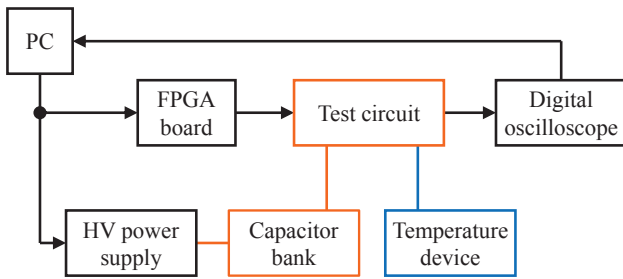 PC
FPGA
board
Test circuit
Digital
oscilloscope
HV power
supply
Capacitor
bank
Temperature
device